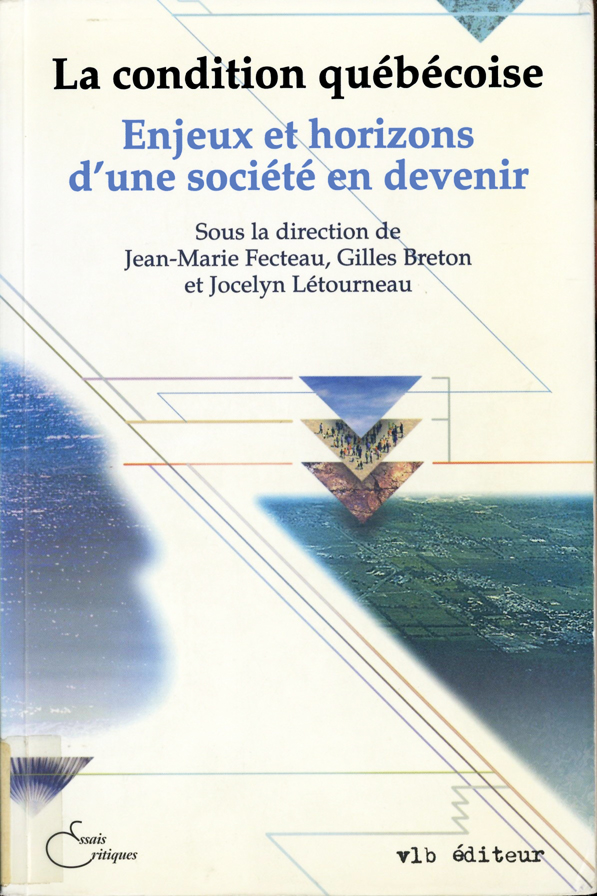 La condition québécoise
Enjeux et horizons
d'une société en devenir
Sous la direction de
Jean-Marie Fecteau, Gilles Breton
et Jocelyn Létourneau
Essais
Critiques
vlb éditeur